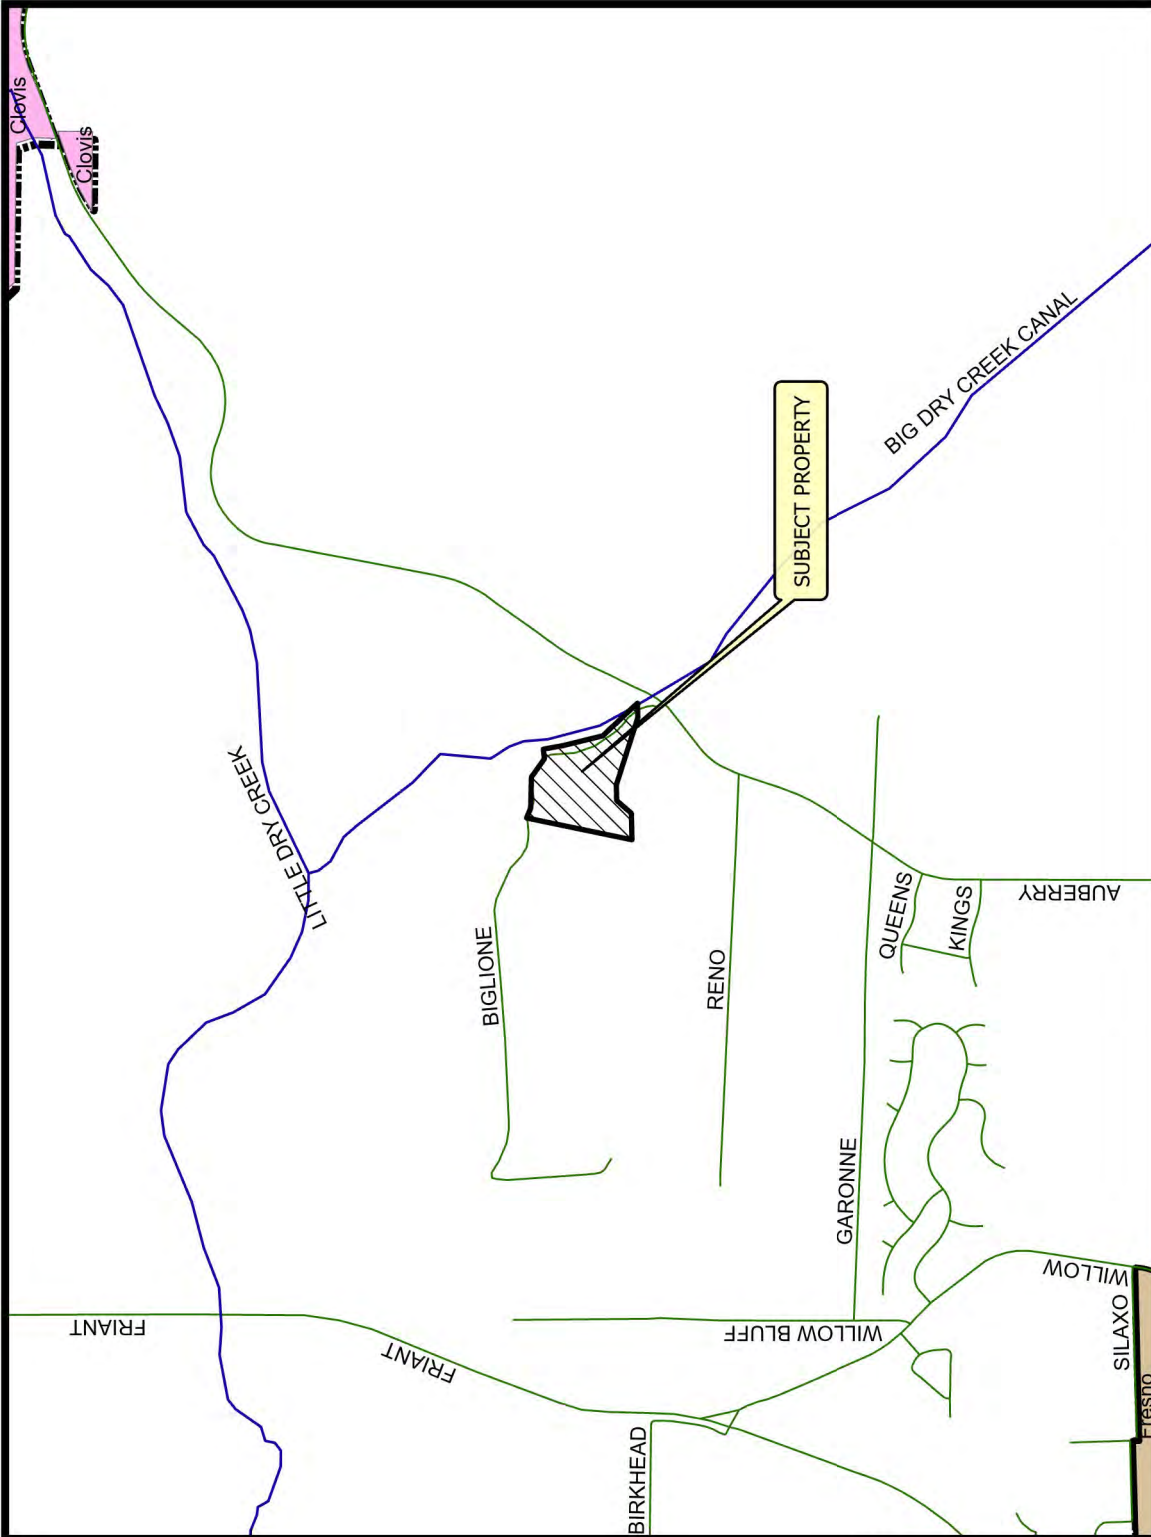 Clovis
Clovis
BIG DRY CREEK CANAL
SUBJECT PROPERTY
LITTLE DRY CREEK
QUEENS
KINGS
AUBERRY
BIGLIONE
RENO
GARONNE
WILLOW
SILAXO
FRIANT
WILLOW BLUFF
FRIANT
Fresno
BIRKHEAD